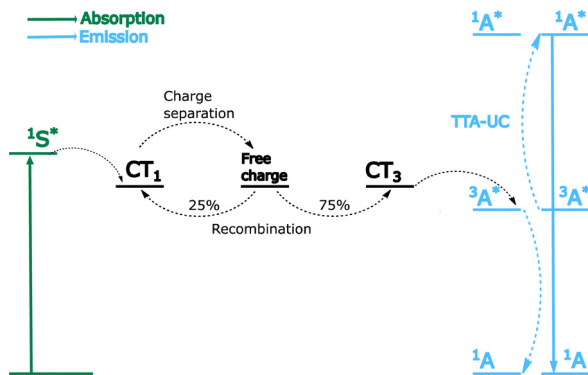 Absorption
Emission
¹A*
¹A*
Charge
separation
TTA-UC
¹S*
CT₁
Free
charge
CT₃
³A*
³A*
25%
75%
Recombination
¹A
¹A